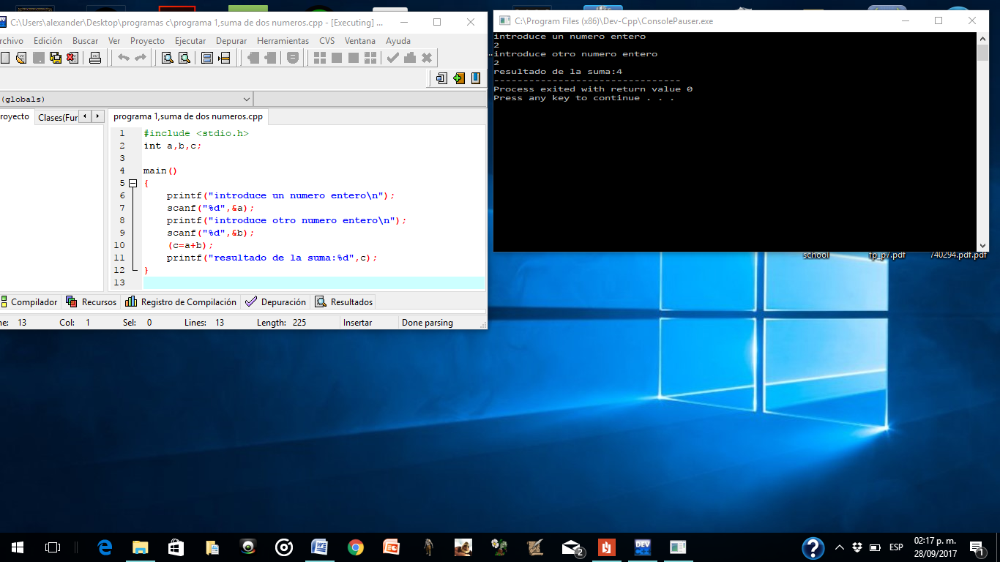 C:\Users\alexander\Desktop\programas c\programa 1,suma de dos numeros.cpp - [Executing] ...
rchivo Edición Buscar Ver Proyecto Ejecutar Depurar Herramientas CVS Ventana Ayuda
(globals)
royecto Clases(Fur
programa 1,suma de dos numeros.cpp
1 #include <stdio.h>
2 int a,b,c;
3
4 main()
5 {
6 printf("introduce un numero entero\n");
7 scanf("%d",&a);
8 printf("introduce otro numero entero\n");
9 scanf("%d",&b);
10 (c=a+b);
11 printf("resultado de la suma:%d",c);
12 }
13
Compilador Recursos Registro de Compilación Depuración Resultados
ne: 13 Col: 1 Sel: 0 Lines: 13 Length: 225 Insertar Done parsing
C:\Program Files (x86)\Dev-Cpp\ConsolePauser.exe
introduce un numero entero
2
introduce otro numero entero
2
resultado de la suma:4
--------------------------------
Process exited with return value 0
Press any key to continue . . .
school fp_p7.pdf 740294.pdf.pdf
2 DEV C++ ESP 02:17 p. m.
28/09/2017 1